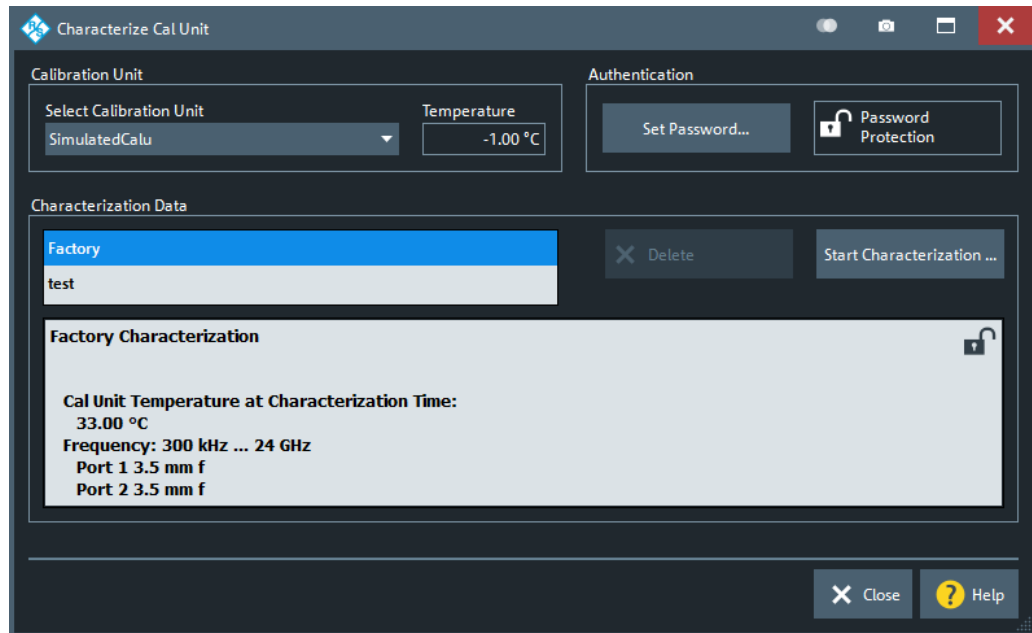 Characterize Cal Unit
Calibration Unit
Select Calibration Unit
SimulatedCalu
Temperature
-1.00 °C
Authentication
Set Password...
Password
Protection
Characterization Data
Factory
test
Delete
Start Characterization ...
Factory Characterization
Cal Unit Temperature at Characterization Time:
33.00 °C
Frequency: 300 kHz ... 24 GHz
Port 1 3.5 mm f
Port 2 3.5 mm f
Close
? Help